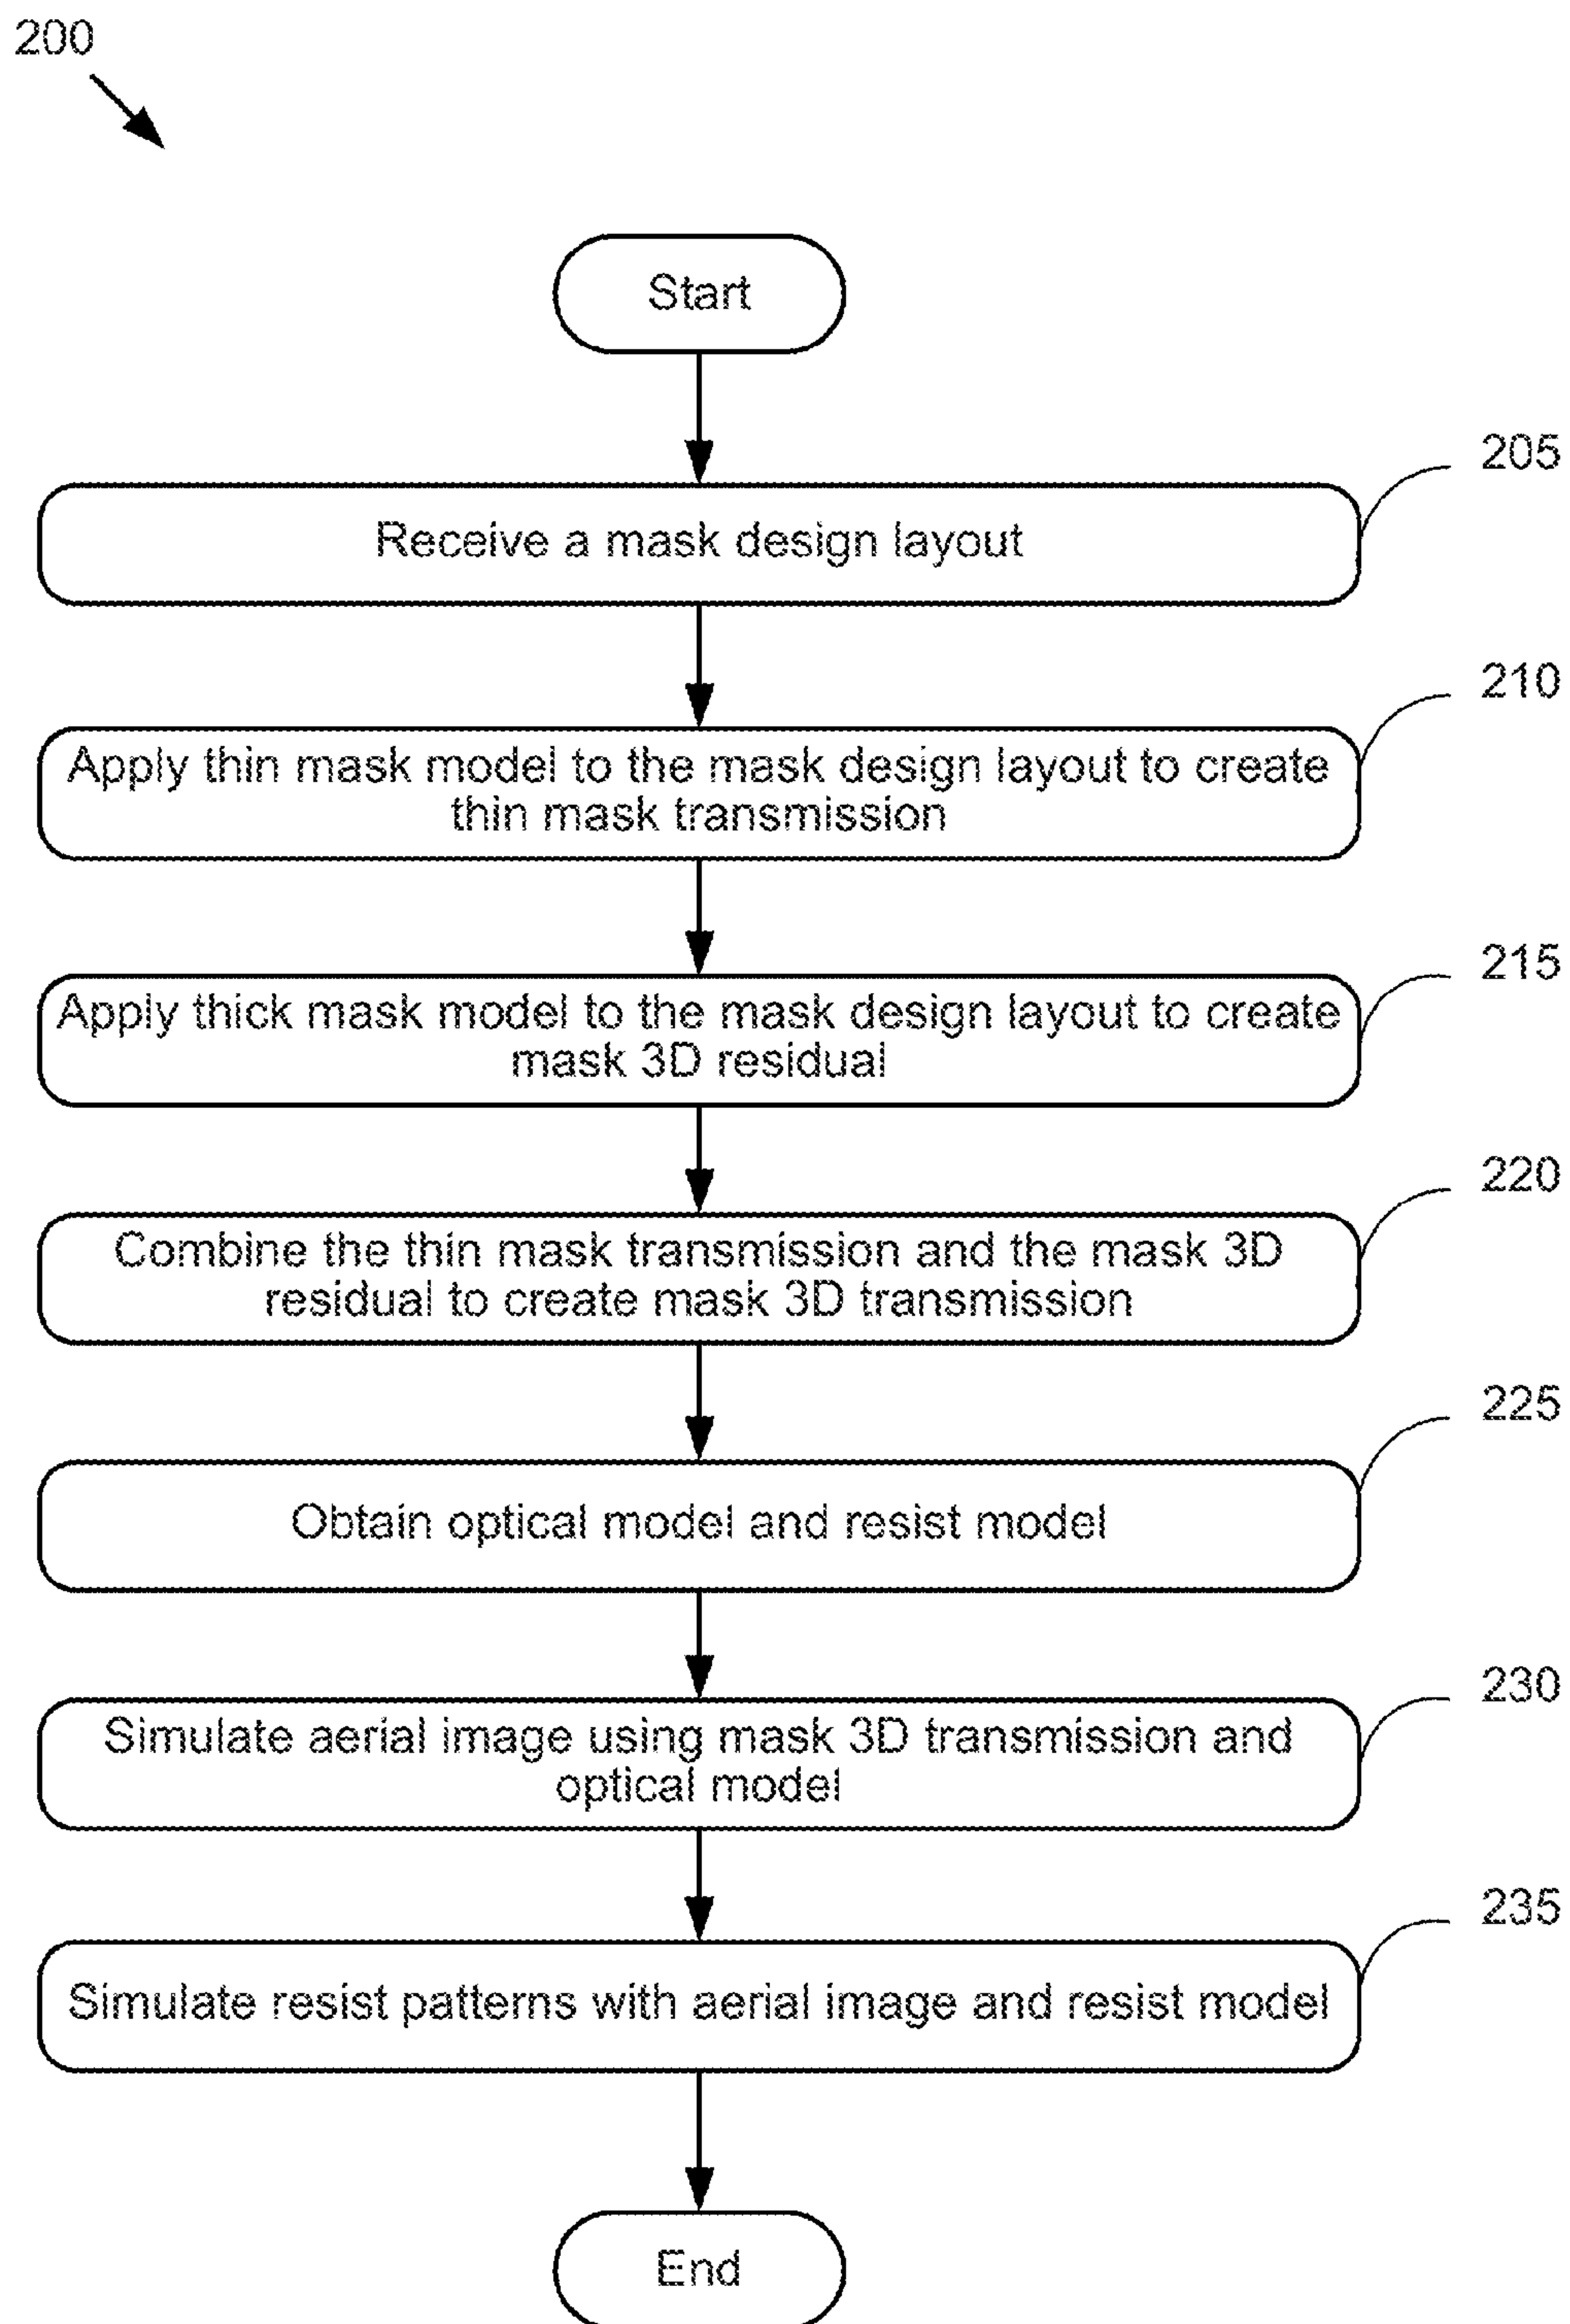 200
Start
205
Receive a mask design layout
210
Apply thin mask model to the mask design layout to create
thin mask transmission
215
Apply thick mask model to the mask design layout to create
mask 3D residual
220
Combine the thin mask transmission and the mask 3D
residual to create mask 3D transmission
225
Obtain optical model and resist model
230
Simulate aerial image using mask 3D transmission and
optical model
235
Simulate resist patterns with aerial image and resist model
End